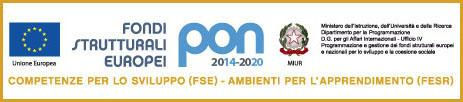 FONDI
STRUTTURALI
EUROPEI
Unione Europea
pon
2014-2020
MIUR
Ministero dell'Istruzione, dell'Università e della Ricerca
Dipartimento per la Programmazione
D.G. per gli Affari Internazionali - Ufficio IV
Programmazione e gestione dei fondi strutturali europei
e nazionali per lo sviluppo e la coesione sociale
COMPETENZE PER LO SVILUPPO (FSE) - AMBIENTI PER L'APPRENDIMENTO (FESR)